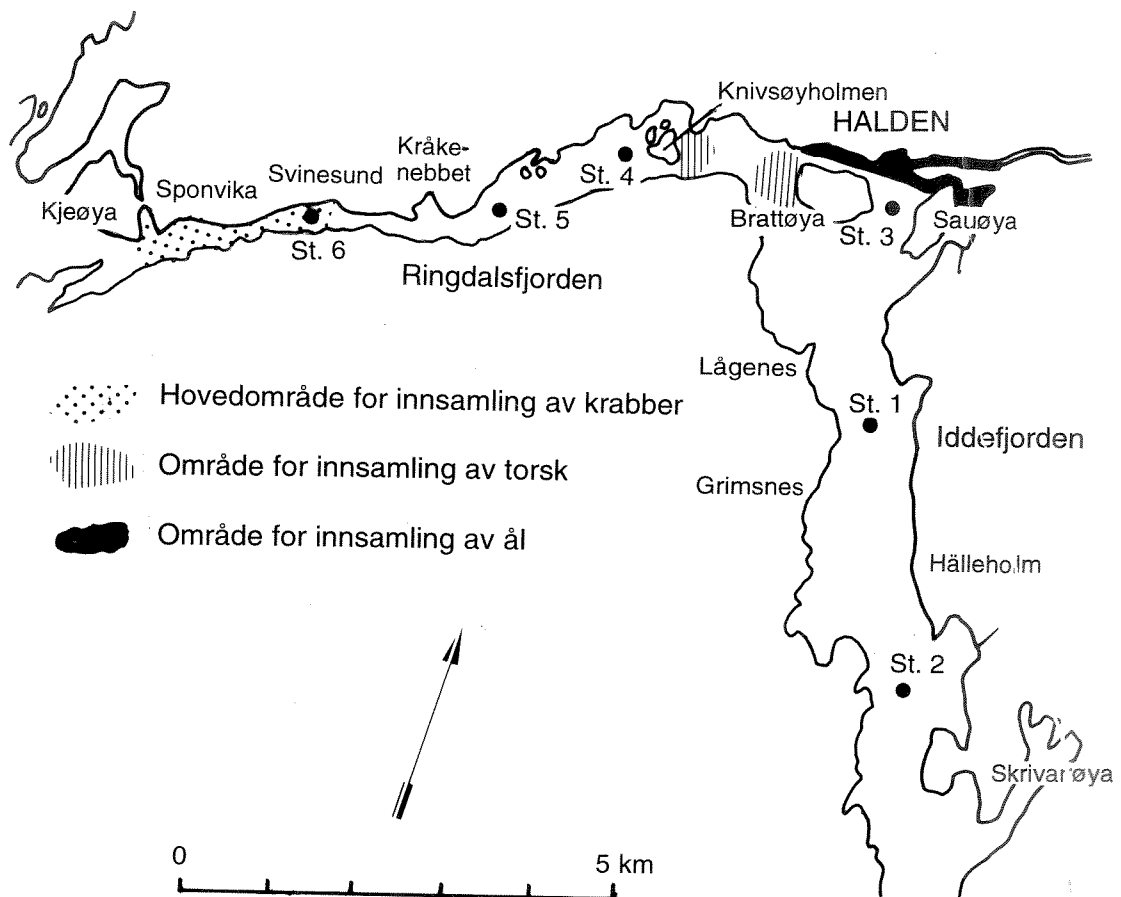 Knivsøyholmen
HALDEN
Kråke-
nebbet
Svinesund
Sponvika
Kjeøya
St. 4
St. 5
St. 6
Brattøya
St. 3
Sauøya
Ringdalsfjorden
Lågenes
St. 1
Iddefjorden
Grimsnes
Hälleholm
St. 2
Skrivarøya
Hovedområde for innsamling av krabber
Område for innsamling av torsk
Område for innsamling av ål
0
5 km